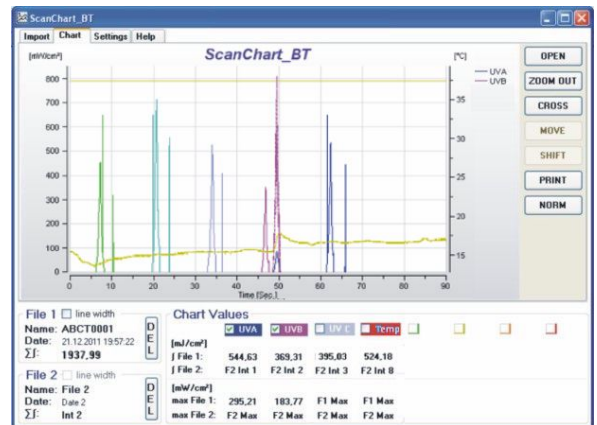 ScanChart_BT
Import Chart Settings Help
[mW/cm²] ScanChart_BT [°C]
UVA
UVB
800
700
600
500
400
300
200
100
0
35
30
25
20
15
0 10 20 30 40 50 60 70 80 90
Time [Sec.]
OPEN
ZOOM OUT
CROSS
MOVE
SHIFT
PRINT
NORM
File 1 line width
Name: ABCT0001
Date: 21.12.2011 19:57:22
∑∫: 1937,99
DEL
File 2 line width
Name: File 2
Date: Date 2
∑∫: Int 2
DEL
Chart Values
UVA UVB UV C Temp
[mJ/cm²]
∫ File 1: 544,63 369,31 395,03 524,18
∫ File 2: F2 Int 1 F2 Int 2 F2 Int 3 F2 Int 8
[mW/cm²]
max File 1: 295,21 183,77 F1 Max F1 Max
max File 2: F2 Max F2 Max F2 Max F2 Max